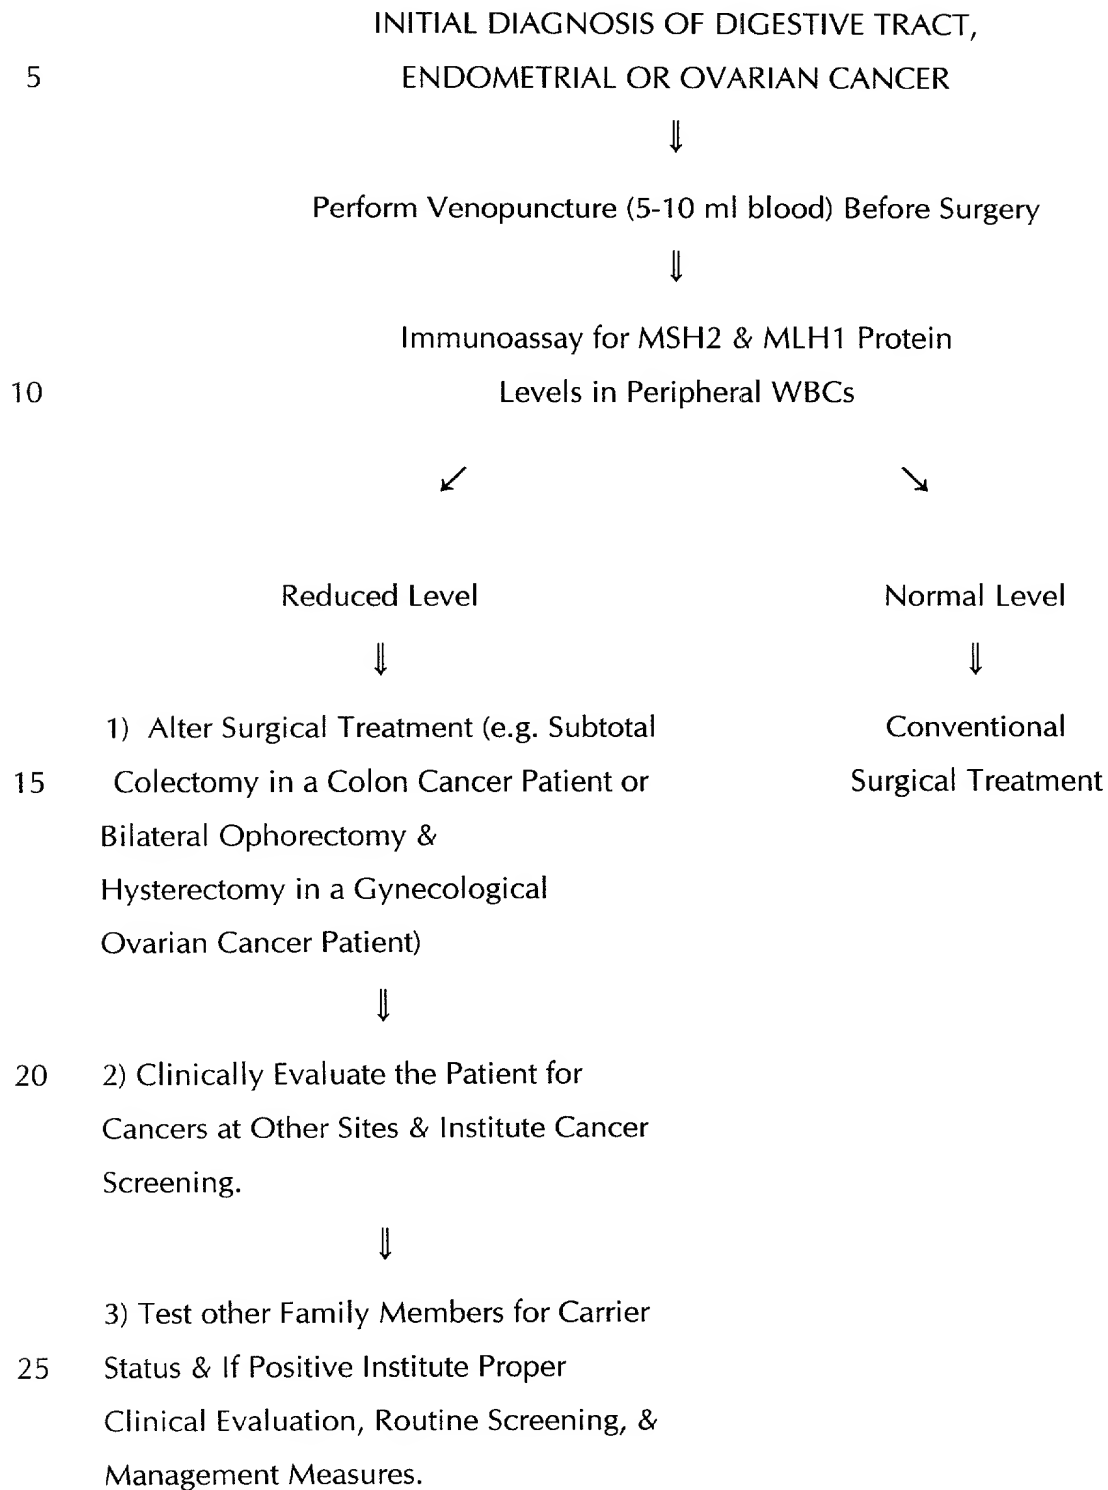 INITIAL DIAGNOSIS OF DIGESTIVE TRACT,
5 ENDOMETRIAL OR OVARIAN CANCER
⇓
Perform Venopuncture (5-10 ml blood) Before Surgery
⇓
Immunoassay for MSH2 & MLH1 Protein
10 Levels in Peripheral WBCs
↙ ↘
Reduced Level Normal Level
⇓ ⇓
1) Alter Surgical Treatment (e.g. Subtotal Conventional
15 Colectomy in a Colon Cancer Patient or Surgical Treatment
Bilateral Ophorectomy &
Hysterectomy in a Gynecological
Ovarian Cancer Patient)
⇓
20 2) Clinically Evaluate the Patient for
Cancers at Other Sites & Institute Cancer
Screening.
⇓
3) Test other Family Members for Carrier
25 Status & If Positive Institute Proper
Clinical Evaluation, Routine Screening, &
Management Measures.